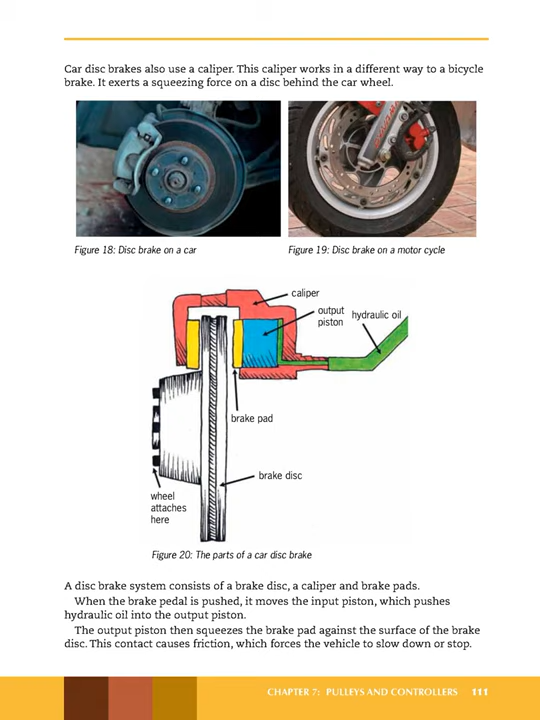 Car disc brakes also use a caliper. This caliper works in a different way to a bicycle
brake. It exerts a squeezing force on a disc behind the car wheel.
Figure 18: Disc brake on a car
Figure 19: Disc brake on a motor cycle
caliper
output
piston
hydraulic oil
brake pad
brake disc
wheel
attaches
here
Figure 20: The parts of a car disc brake
A disc brake system consists of a brake disc, a caliper and brake pads.
When the brake pedal is pushed, it moves the input piston, which pushes
hydraulic oil into the output piston.
The output piston then squeezes the brake pad against the surface of the brake
disc. This contact causes friction, which forces the vehicle to slow down or stop.
CHAPTER 7: PULLEYS AND CONTROLLERS 111